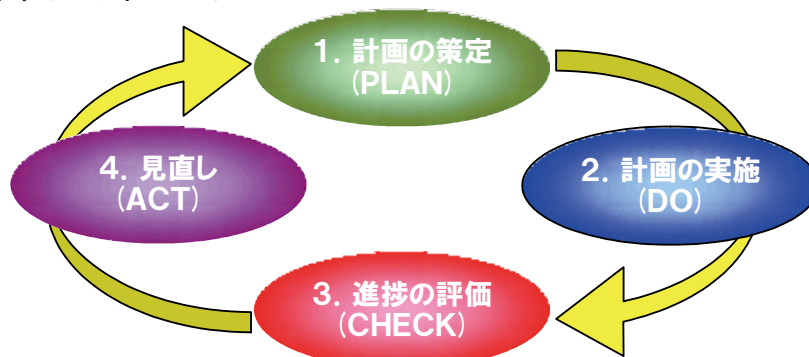 1. 計画の策定
(PLAN)
2. 計画の実施
(DO)
3. 進捗の評価
(CHECK)
4. 見直し
(ACT)